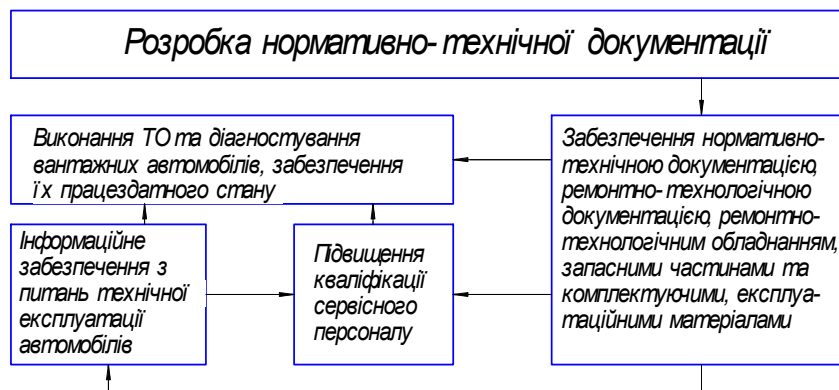 Розробка нормативно-технічної документації
Виконання ТО та діагностування
вантажних автомобілів, забезпечення
їх працездатного стану
Забезпечення нормативно-
технічною документацією,
ремонтно-технологічною
документацією, ремонтно-
технологічним обладнанням,
запасними частинами та
комплектуючими, експлуа-
таційними матеріалами
Інформаційне
забезпечення з
питань технічної
експлуатації
автомобілів
Підвищення
кваліфікації
сервісного
персоналу